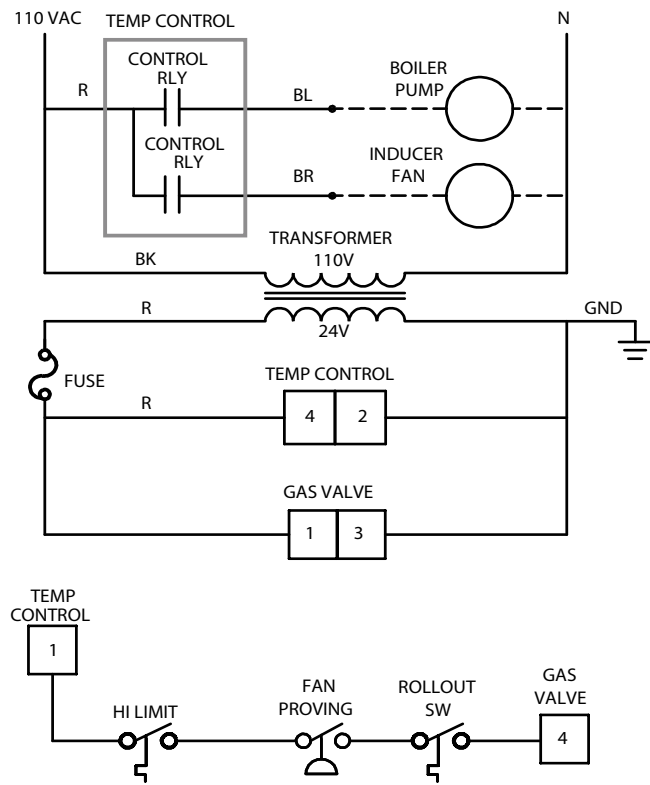 110 VAC
TEMP CONTROL
N
CONTROL
RLY
R
BL
BOILER
PUMP
CONTROL
RLY
BR
INDUCER
FAN
TRANSFORMER
110V
BK
R
24V
GND
FUSE
TEMP CONTROL
R
4 2
GAS VALVE
1 3
TEMP
CONTROL
1
HI LIMIT
FAN
PROVING
ROLLOUT
SW
GAS
VALVE
4